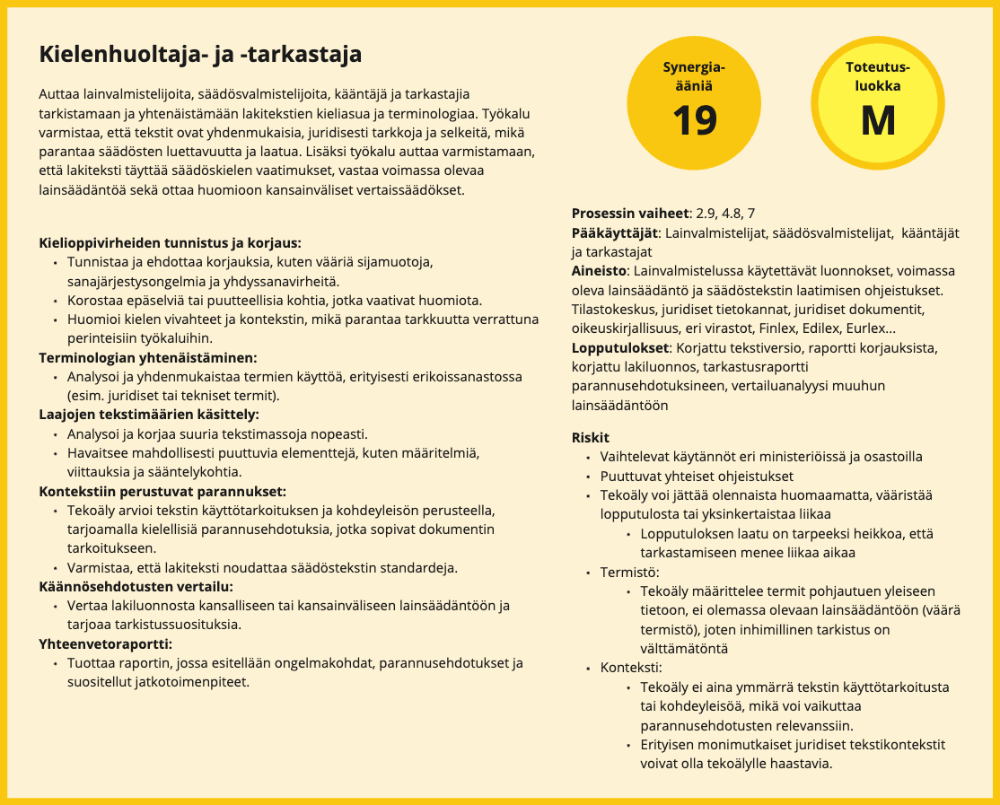 Kielenhuoltaja- ja -tarkastaja
Auttaa lainvalmistelijoita, säädösvalmistelijoita, kääntäjä ja tarkastajia
tarkistamaan ja yhtenäistämään lakitekstien kieliasua ja terminologiaa. Työkalu
varmistaa, että tekstit ovat yhdenmukaisia, juridisesti tarkkoja ja selkeitä, mikä
parantaa säädösten luettavuutta ja laatua. Lisäksi työkalu auttaa varmistamaan,
että lakiteksti täyttää säädöskielen vaatimukset, vastaa voimassa olevaa
lainsäädäntöä sekä ottaa huomioon kansainväliset vertaissäädökset.
Kielioppivirheiden tunnistus ja korjaus:
• Tunnistaa ja ehdottaa korjauksia, kuten vääriä sijamuotoja,
sanajärjestysongelmia ja yhdyssanavirheitä.
• Korostaa epäselviä tai puutteellisia kohtia, jotka vaativat huomiota.
• Huomioi kielen vivahteet ja kontekstin, mikä parantaa tarkkuutta verrattuna
perinteisiin työkaluihin.
Terminologian yhtenäistäminen:
• Analysoi ja yhdenmukaistaa termien käyttöä, erityisesti erikoissanastossa
(esim. juridiset tai tekniset termit).
Laajojen tekstimäärien käsittely:
• Analysoi ja korjaa suuria tekstimassoja nopeasti.
• Havaitsee mahdollisesti puuttuvia elementtejä, kuten määritelmiä,
viittauksia ja sääntelykohtia.
Kontekstiin perustuvat parannukset:
• Tekoäly arvioi tekstin käyttötarkoituksen ja kohdeyleisön perusteella,
tarjoamalla kielellisiä parannusehdotuksia, jotka sopivat dokumentin
tarkoitukseen.
• Varmistaa, että lakiteksti noudattaa säädöstekstin standardeja.
Käännösehdotusten vertailu:
• Vertaa lakiluonnosta kansalliseen tai kansainväliseen lainsäädäntöön ja
tarjoaa tarkistussuosituksia.
Yhteenvetoraportti:
• Tuottaa raportin, jossa esitellään ongelmakohdat, parannusehdotukset ja
suositellut jatkotoimenpiteet.
Synergia-
ääniä
19
Toteutus-
luokka
M
Prosessin vaiheet: 2.9, 4.8, 7
Pääkäyttäjät: Lainvalmistelijat, säädösvalmistelijat, kääntäjät
ja tarkastajat
Aineisto: Lainvalmistelussa käytettävät luonnokset, voimassa
oleva lainsäädäntö ja säädöstekstin laatimisen ohjeistukset.
Tilastokeskus, juridiset tietokannat, juridiset dokumentit,
oikeuskirjallisuus, eri virastot, Finlex, Edilex, Eurlex...
Lopputulokset: Korjattu tekstiversio, raportti korjauksista,
korjattu lakiluonnos, tarkastusraportti
parannusehdotuksineen, vertailuanalyysi muuhun
lainsäädäntöön
Riskit
• Vaihtelevat käytännöt eri ministeriöissä ja osastoilla
• Puuttuvat yhteiset ohjeistukset
• Tekoäly voi jättää olennaista huomaamatta, vääristää
lopputulosta tai yksinkertaistaa liikaa
• Lopputuloksen laatu on tarpeeksi heikkoa, että
tarkastamiseen menee liikaa aikaa
• Termistö:
• Tekoäly määrittelee termit pohjautuen yleiseen
tietoon, ei olemassa olevaan lainsäädäntöön (väärä
termistö), joten inhimillinen tarkistus on
välttämätöntä
• Konteksti:
• Tekoäly ei aina ymmärrä tekstin käyttötarkoitusta
tai kohdeyleisöä, mikä voi vaikuttaa
parannusehdotusten relevanssiin.
• Erityisen monimutkaiset juridiset tekstikontekstit
voivat olla tekoälylle haastavia.